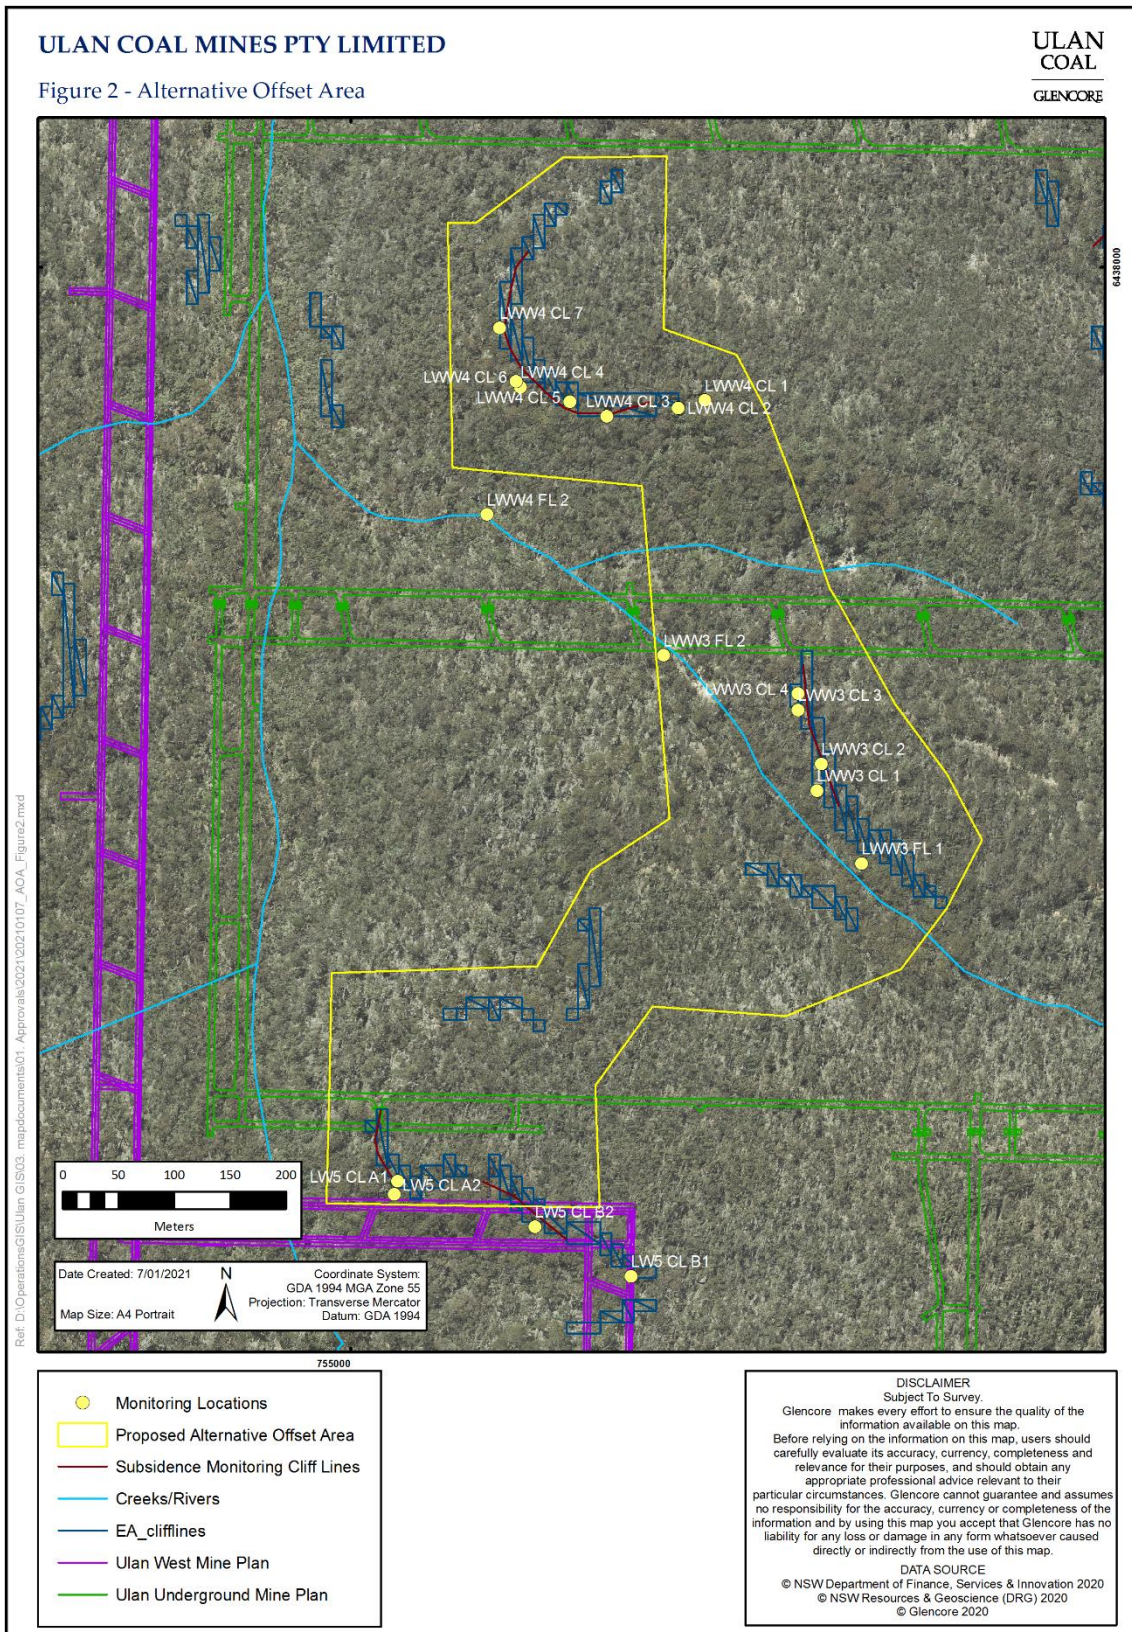 ULAN COAL MINES PTY LIMITED
Figure 2 - Alternative Offset Area
ULAN
COAL
GLENCORE
6438000
LWW4 CL 7
LWW4 CL 6
LWW4 CL 4
LWW4 CL 5
LWW4 CL 3
LWW4 CL 1
LWW4 CL 2
LWW4 FL 2
LWW3 FL 2
LWW3 CL 4
LWW3 CL 3
LWW3 CL 2
LWW3 CL 1
LWW3 FL 1
LW5 CL A1
LW5 CL A2
LW5 CL B2
LW5 CL B1
0 50 100 150 200
Meters
Date Created: 7/01/2021
Map Size: A4 Portrait
N
Coordinate System:
GDA 1994 MGA Zone 55
Projection: Transverse Mercator
Datum: GDA 1994
Ref: D:\OperationsGIS\Ulan GIS\03. mapdocuments\01. Approvals\2021\20210107_AOA_Figure2.mxd
755000
Monitoring Locations
Proposed Alternative Offset Area
Subsidence Monitoring Cliff Lines
Creeks/Rivers
EA_clifflines
Ulan West Mine Plan
Ulan Underground Mine Plan
DISCLAIMER
Subject To Survey.
Glencore makes every effort to ensure the quality of the
information available on this map.
Before relying on the information on this map, users should
carefully evaluate its accuracy, currency, completeness and
relevance for their purposes, and should obtain any
appropriate professional advice relevant to their
particular circumstances. Glencore cannot guarantee and assumes
no responsibility for the accuracy, currency or completeness of the
information and by using this map you accept that Glencore has no
liability for any loss or damage in any form whatsoever caused
directly or indirectly from the use of this map.
DATA SOURCE
© NSW Department of Finance, Services & Innovation 2020
© NSW Resources & Geoscience (DRG) 2020
© Glencore 2020